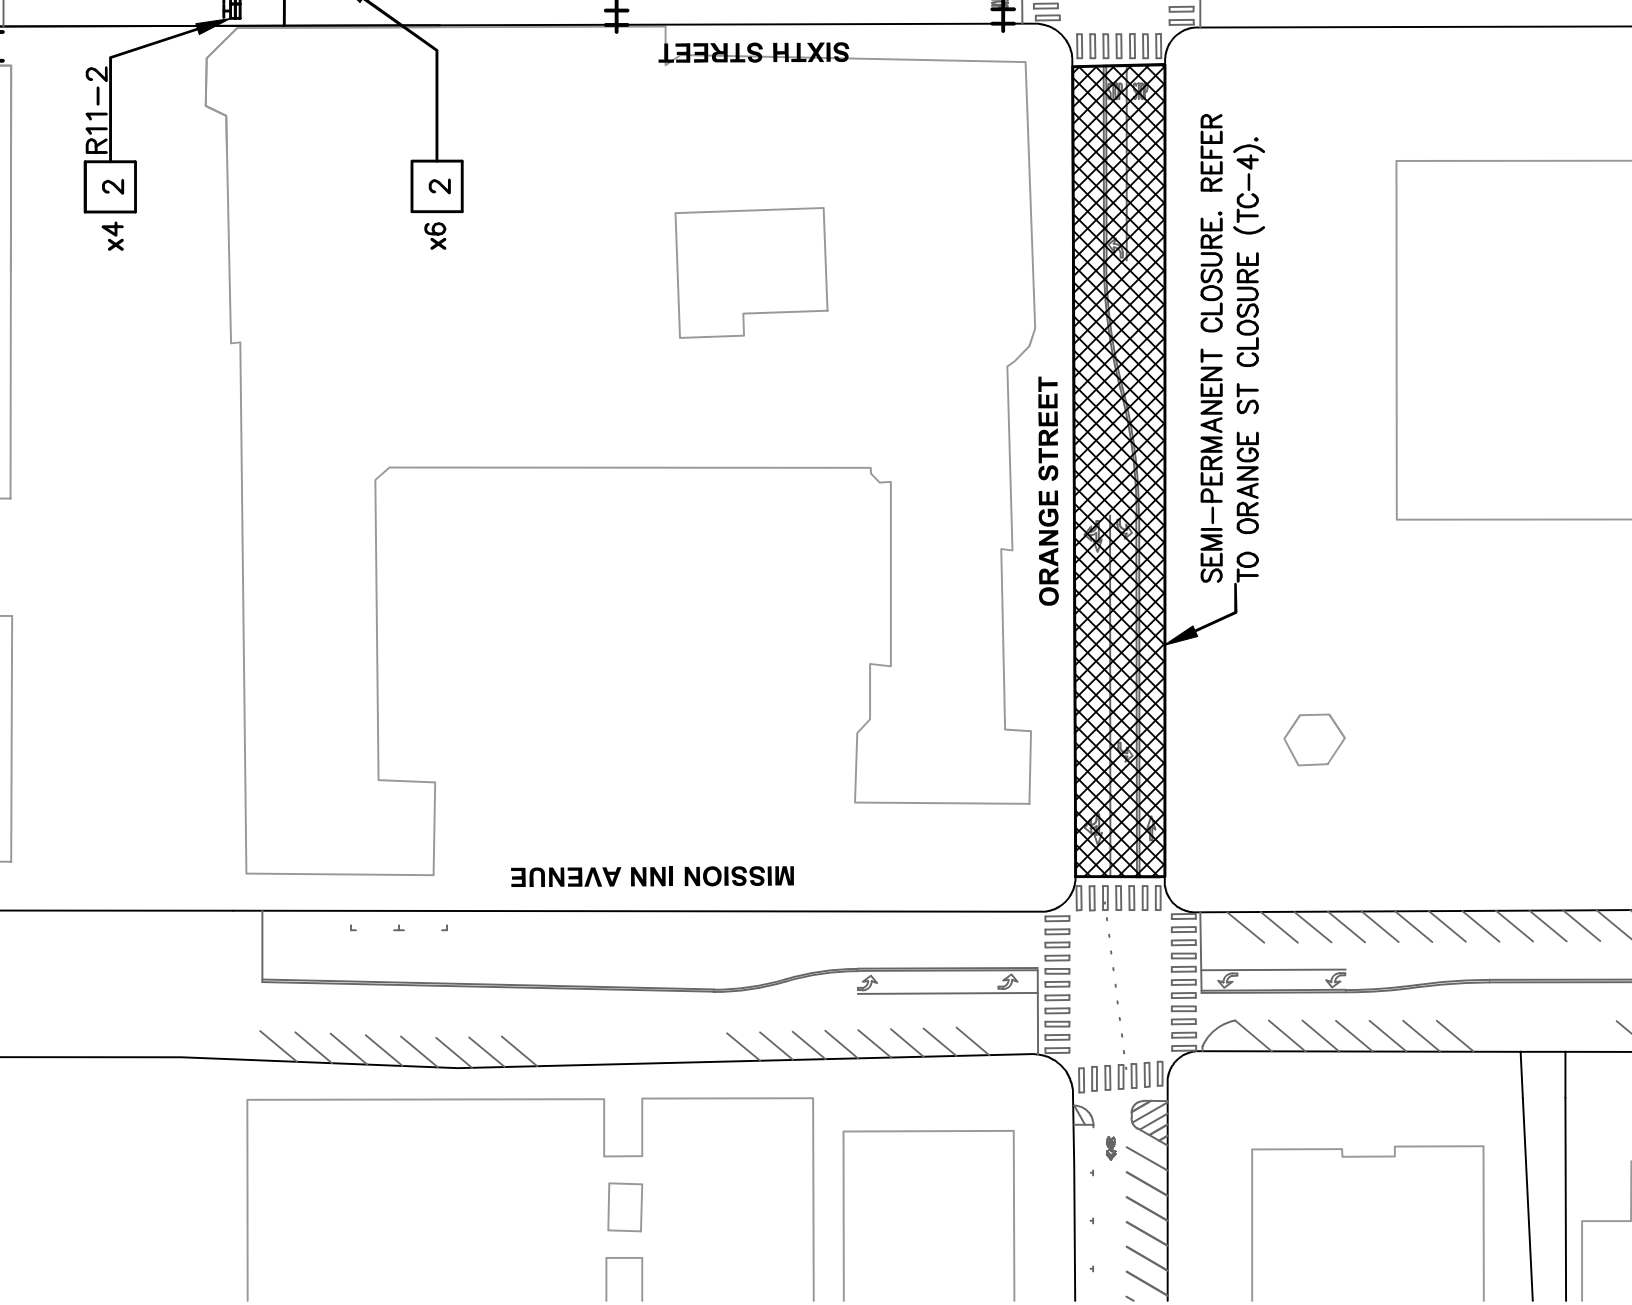 SIXTH STREET
R11-2
2
x4
2
x6
ORANGE STREET
SEMI-PERMANENT CLOSURE. REFER
TO ORANGE ST CLOSURE (TC-4).
MISSION INN AVENUE